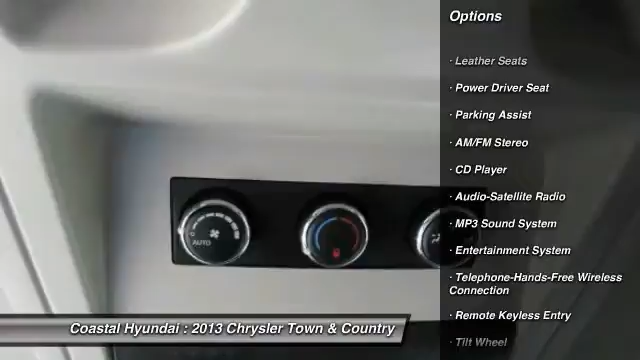 Options
· Leather Seats
· Power Driver Seat
· Parking Assist
· AM/FM Stereo
· CD Player
· Audio-Satellite Radio
· MP3 Sound System
· Entertainment System
· Telephone-Hands-Free Wireless
Connection
· Remote Keyless Entry
· Tilt Wheel
AUTO
Coastal Hyundai : 2013 Chrysler Town & Country